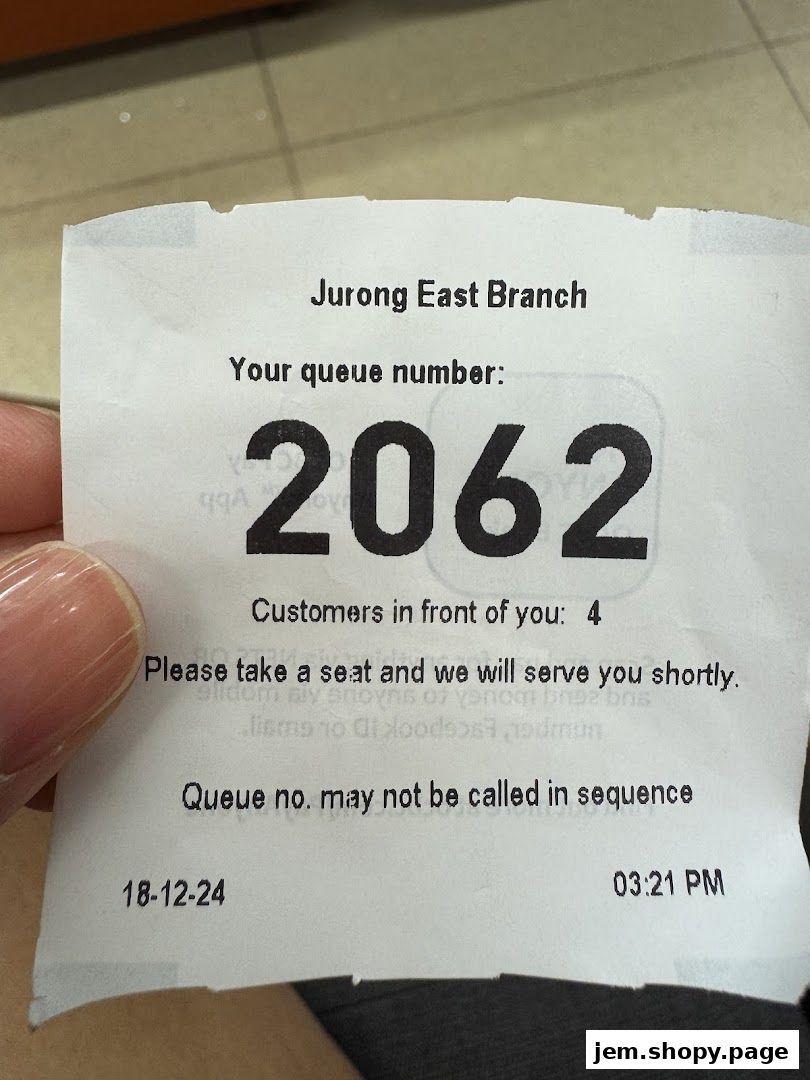 Jurong East Branch
Your queue number:
2062
Customers in front of you: 4
Please take a seat and we will serve you shortly.
Queue no. may not be called in sequence
18-12-24 03:21 PM
jem.shopy.page